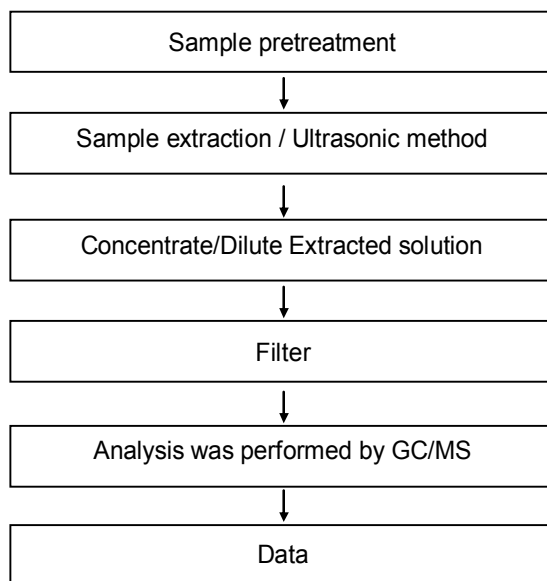 Sample pretreatment
Sample extraction / Ultrasonic method
Concentrate/Dilute Extracted solution
Filter
Analysis was performed by GC/MS
Data